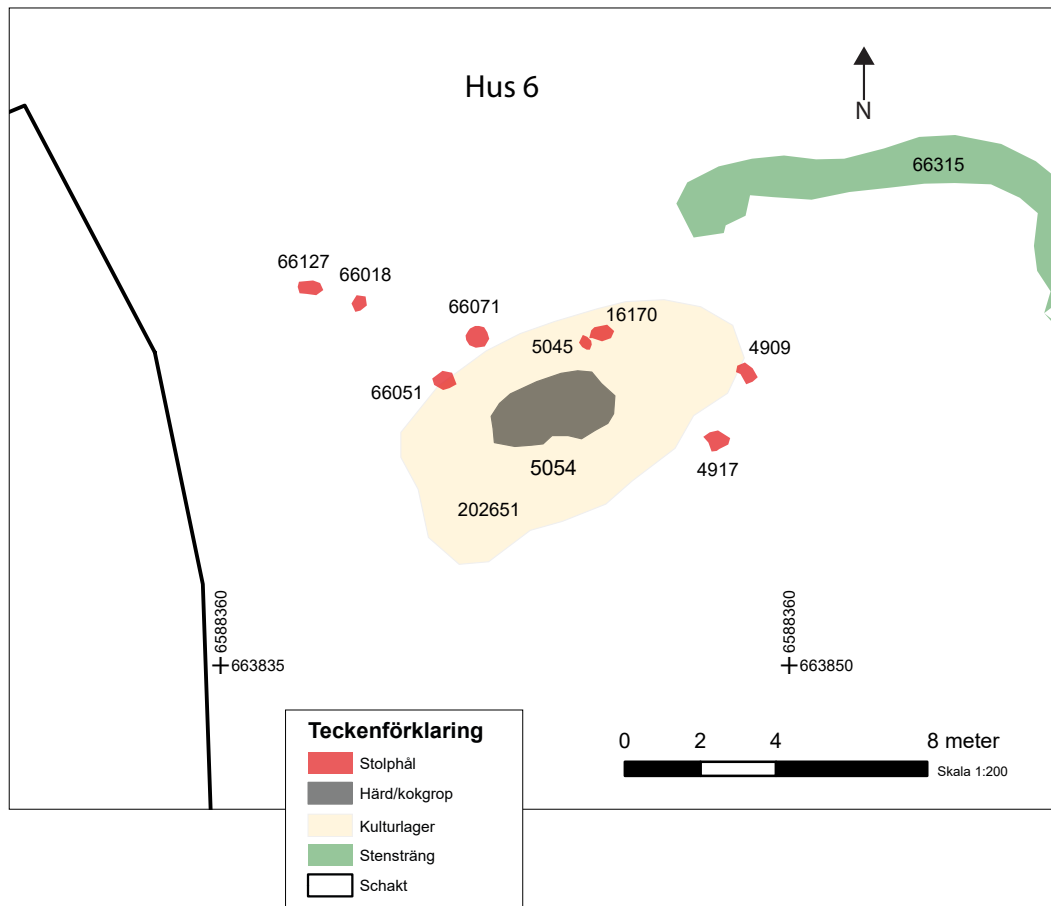 Hus 6
N
66315
66127
66018
66071
16170
5045
4909
66051
5054
4917
202651
6588360
663835
6588360
663850
Teckenförklaring
Stolphål
Härd/kokgrop
Kulturlager
Stensträng
Schakt
0 2 4 8 meter
Skala 1:200